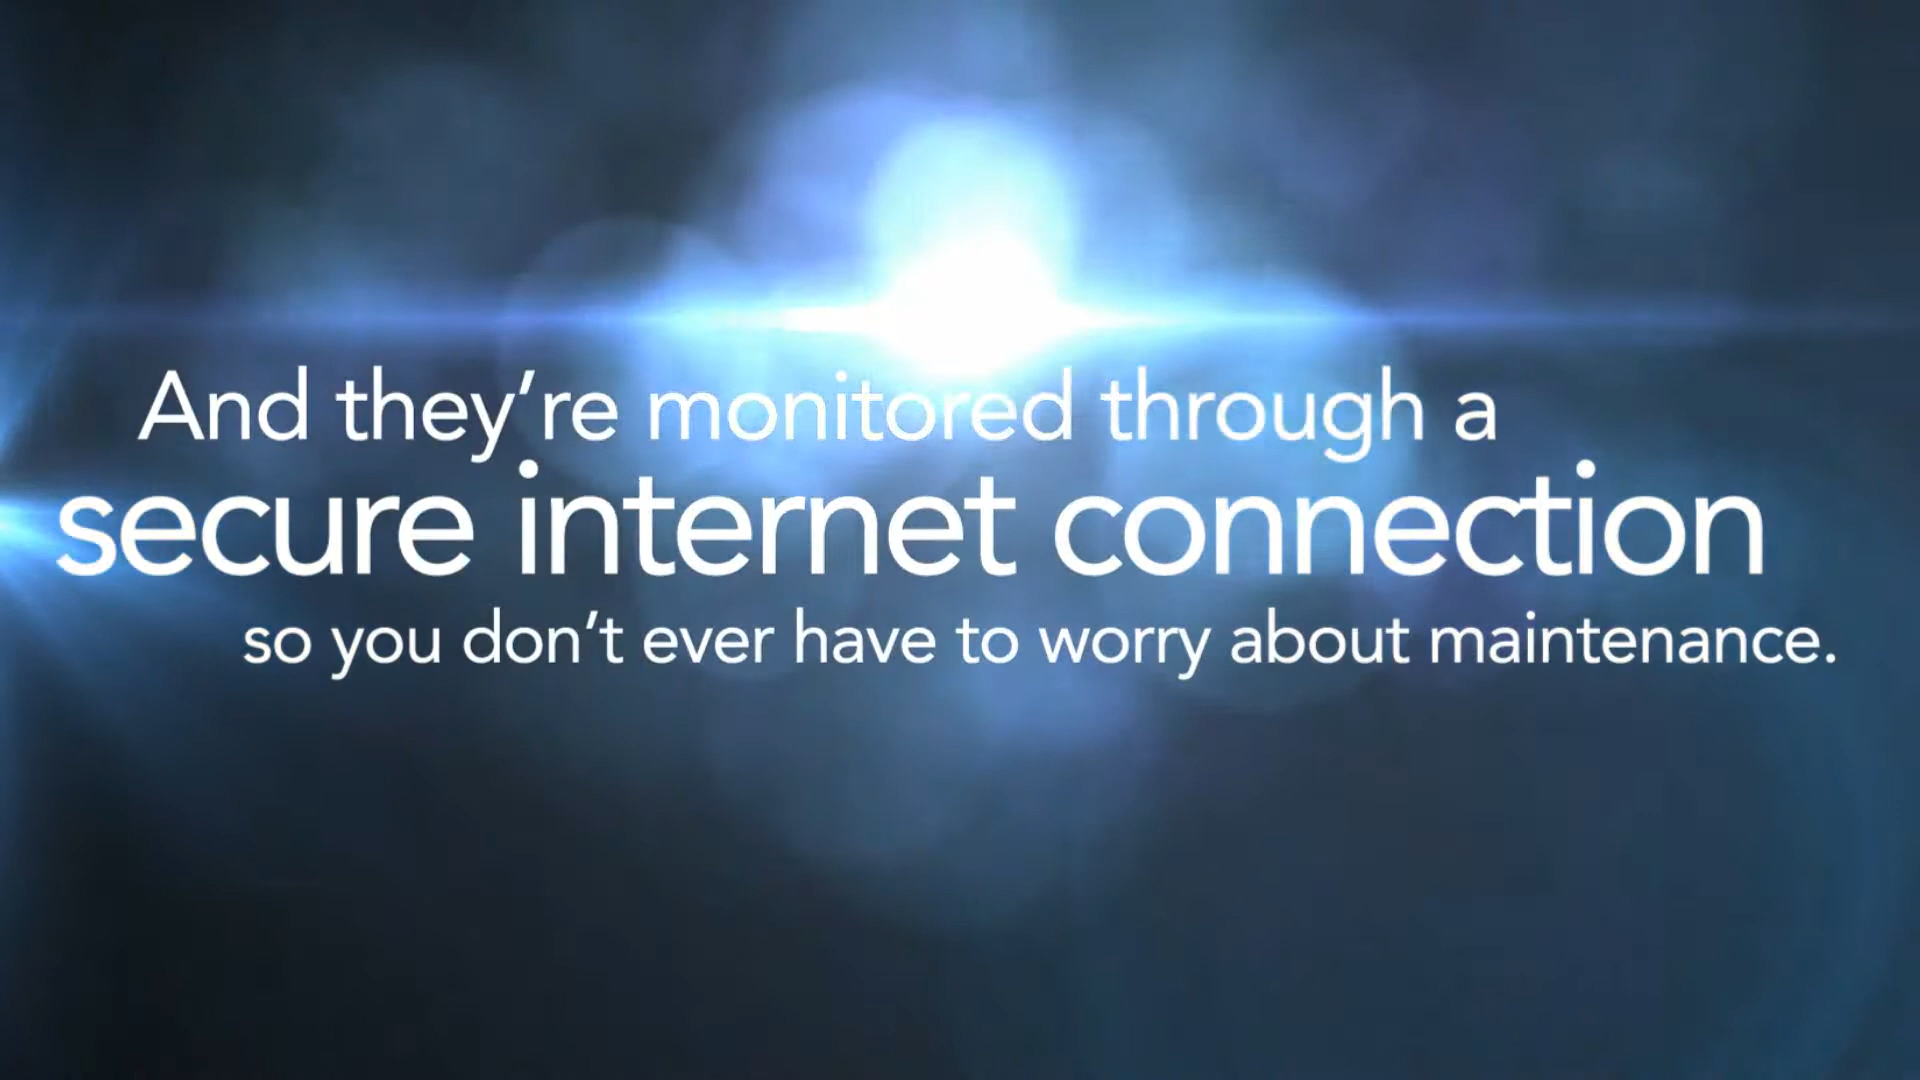 And they’re monitored through a
secure internet connection
so you don’t ever have to worry about maintenance.